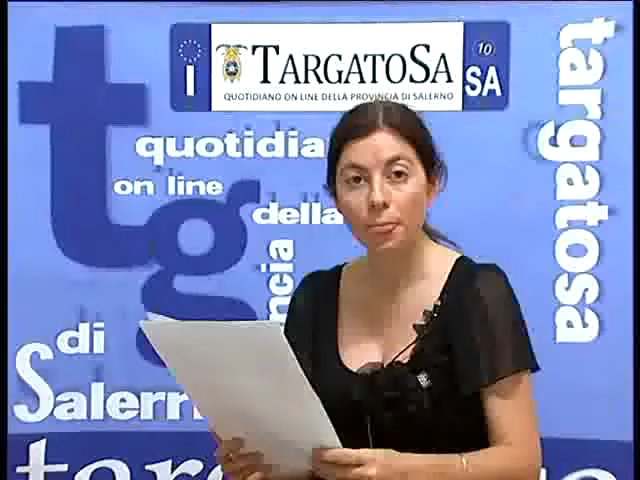 I TARGATOSA 10 SA
QUOTIDIANO ON LINE DELLA PROVINCIA DI SALERNO
tg
quotidia
on line
della
ncia
di
Salern
targatosa
tar